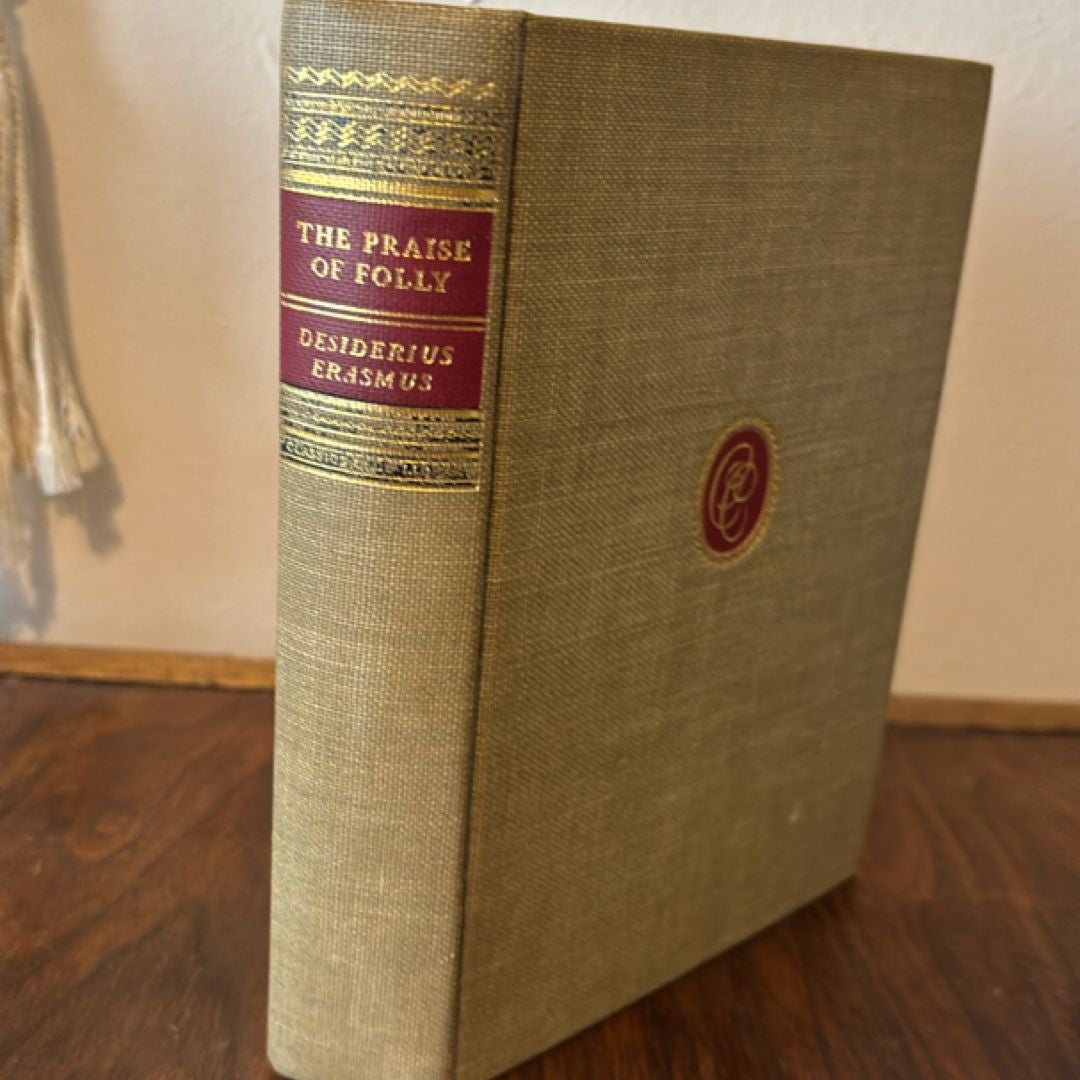 THE PRAISE
OF FOLLY
DESIDERIUS
ERASMUS